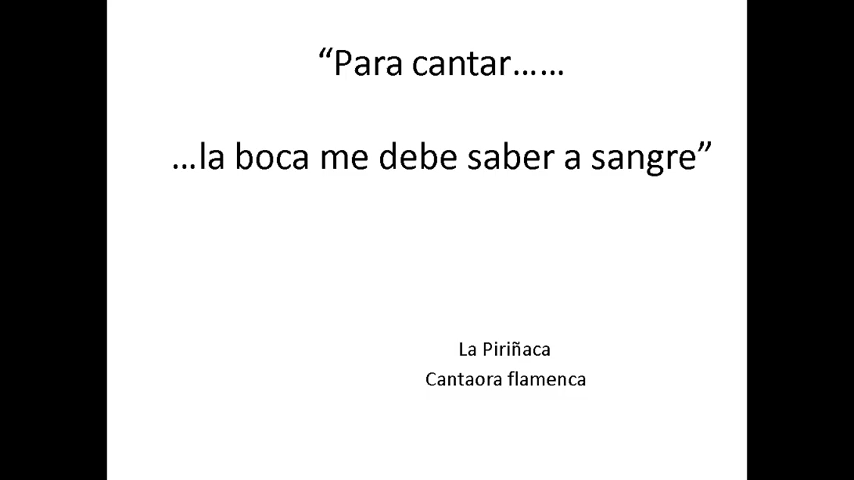 “Para cantar……
…la boca me debe saber a sangre”
La Piriñaca
Cantaora flamenca